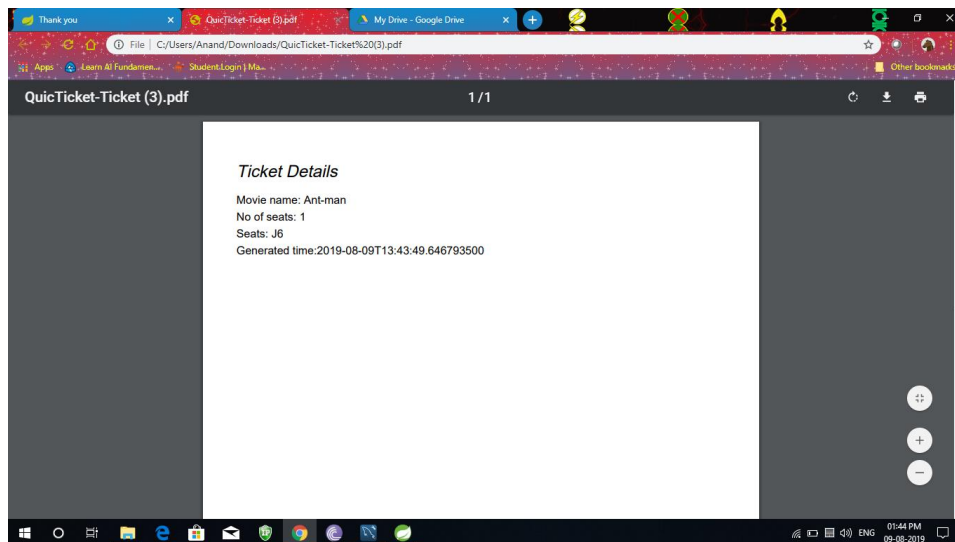 Thank you
QuicTicket-Ticket (3).pdf
My Drive - Google Drive
File | C:/Users/Anand/Downloads/QuicTicket-Ticket%20(3).pdf
Apps
Learn AI Fundamen...
Student Login | Ma...
Other bookmarks
QuicTicket-Ticket (3).pdf
1 / 1
Ticket Details
Movie name: Ant-man
No of seats: 1
Seats: J6
Generated time:2019-08-09T13:43:49.646793500
ENG
01:44 PM
09-08-2019